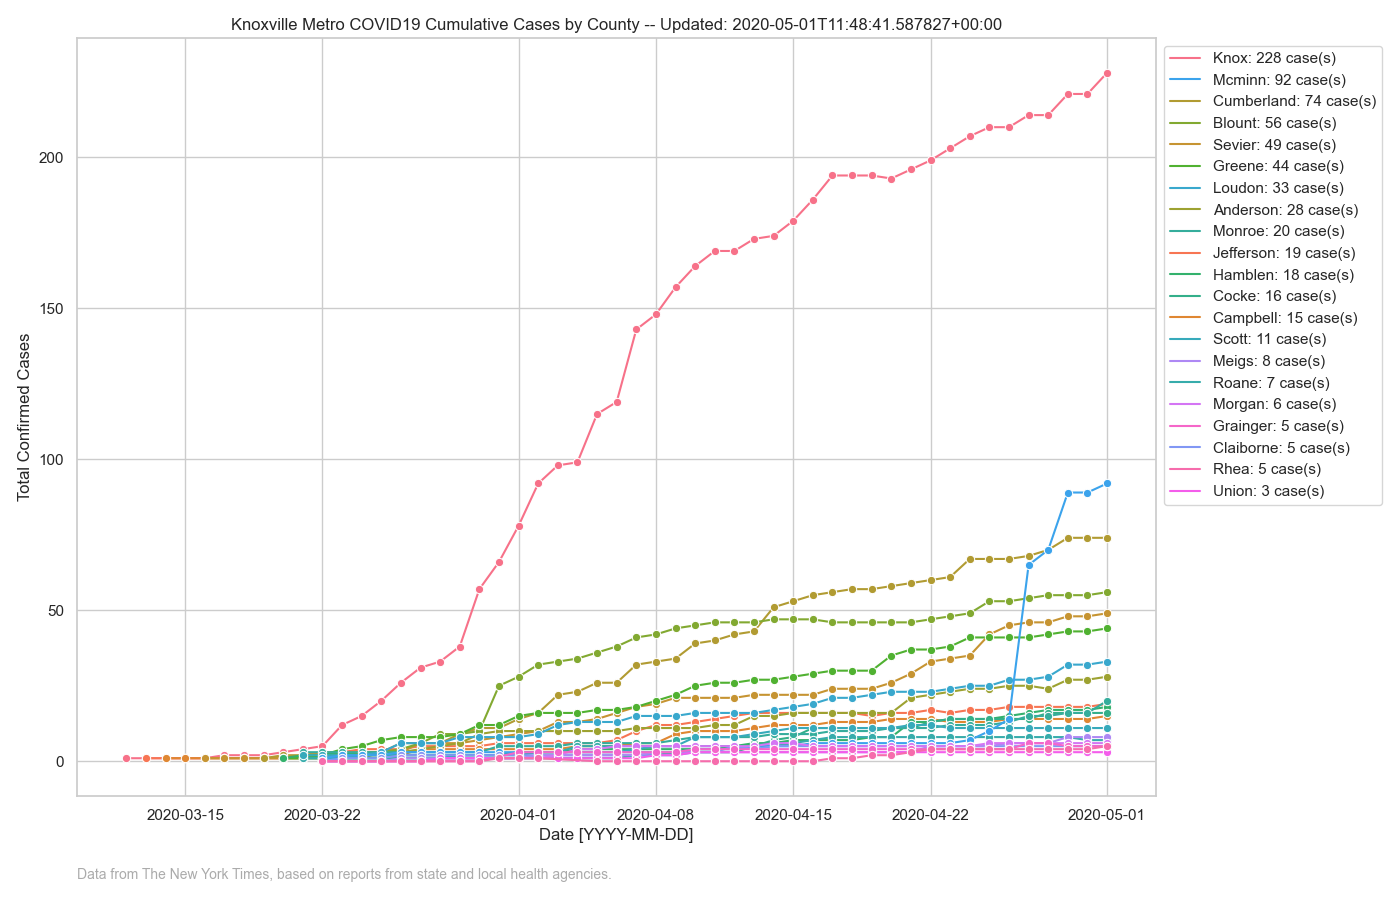 Knoxville Metro COVID19 Cumulative Cases by County -- Updated: 2020-05-01T11:48:41.587827+00:00
Total Confirmed Cases
200
150
100
50
0
2020-03-15
2020-03-22
2020-04-01
2020-04-08
2020-04-15
2020-04-22
2020-05-01
Date [YYYY-MM-DD]
Knox: 228 case(s)
Mcminn: 92 case(s)
Cumberland: 74 case(s)
Blount: 56 case(s)
Sevier: 49 case(s)
Greene: 44 case(s)
Loudon: 33 case(s)
Anderson: 28 case(s)
Monroe: 20 case(s)
Jefferson: 19 case(s)
Hamblen: 18 case(s)
Cocke: 16 case(s)
Campbell: 15 case(s)
Scott: 11 case(s)
Meigs: 8 case(s)
Roane: 7 case(s)
Morgan: 6 case(s)
Grainger: 5 case(s)
Claiborne: 5 case(s)
Rhea: 5 case(s)
Union: 3 case(s)
Data from The New York Times, based on reports from state and local health agencies.